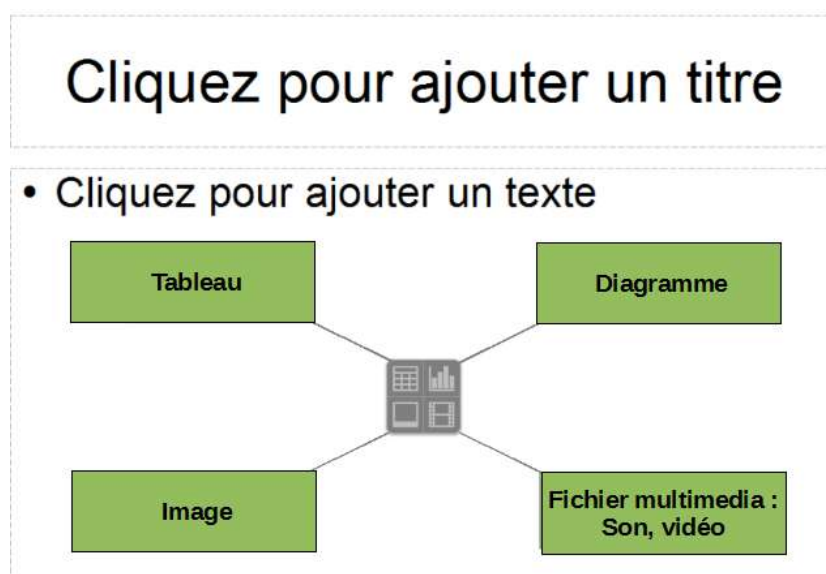 Cliquez pour ajouter un titre
• Cliquez pour ajouter un texte
Tableau
Diagramme
Image
Fichier multimedia :
Son, vidéo